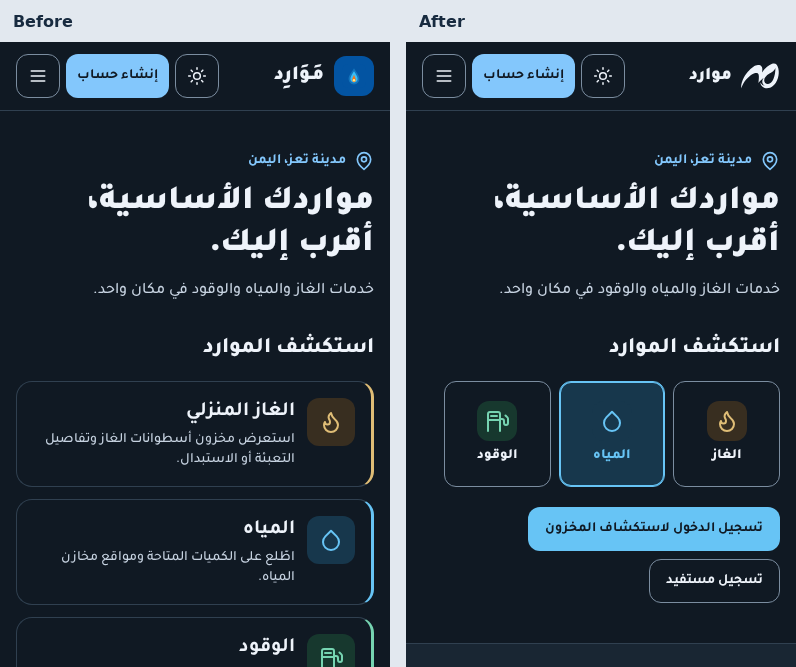 Before
مَوَارِد
إنشاء حساب
مدينة تعز، اليمن
مواردك الأساسية،
أقرب إليك.
خدمات الغاز والمياه والوقود في مكان واحد.
استكشف الموارد
الغاز المنزلي
استعرض مخزون أسطوانات الغاز وتفاصيل
التعبئة أو الاستبدال.
المياه
اطّلع على الكميات المتاحة ومواقع مخازن
المياه.
الوقود
After
موارد
إنشاء حساب
مدينة تعز، اليمن
مواردك الأساسية،
أقرب إليك.
خدمات الغاز والمياه والوقود في مكان واحد.
استكشف الموارد
الغاز
المياه
الوقود
تسجيل الدخول لاستكشاف المخزون
تسجيل مستفيد